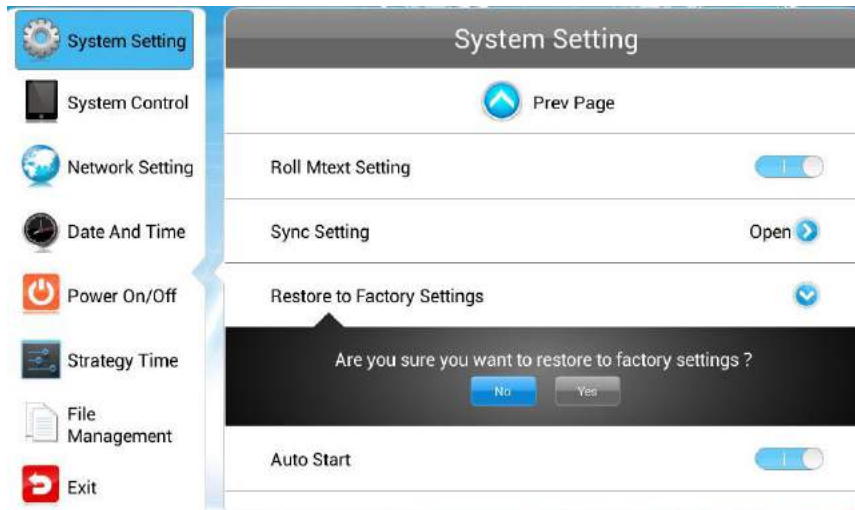 System Setting
System Control
Network Setting
Date And Time
Power On/Off
Strategy Time
File
Management
Exit
System Setting
Prev Page
Roll Mtext Setting
Sync Setting
Open
Restore to Factory Settings
Are you sure you want to restore to factory settings ?
No
Yes
Auto Start